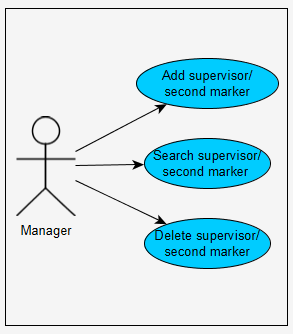 Add supervisor/
second marker
Search supervisor/
second marker
Manager
Delete supervisor/
second marker